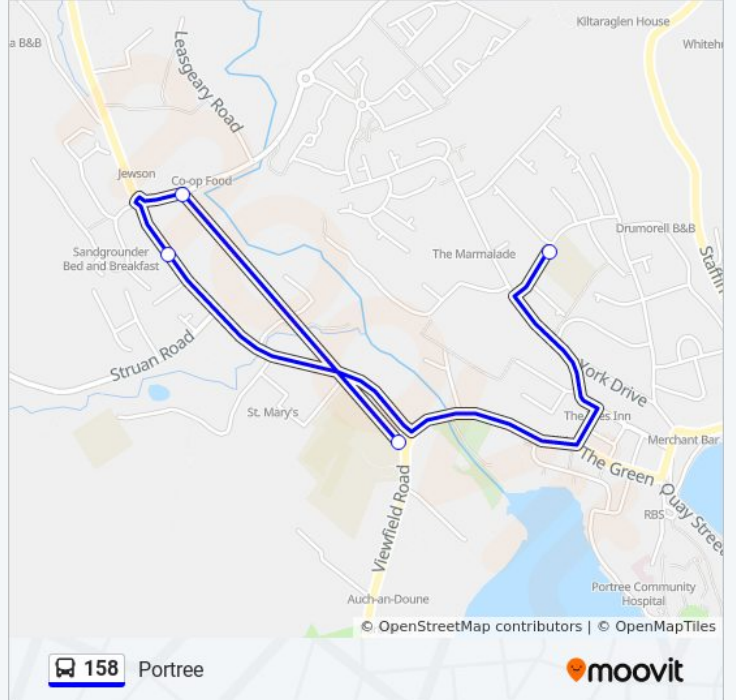 Kiltaraglen House
a B&B
Whiteh
Leasgeary Road
Jewson
Co-op Food
Drumorell B&B
Sandgrounder
Bed and Breakfast
The Marmalade
Staffin
Struan Road
York Drive
St. Mary's
The Isles Inn
Merchant Bar
The Green
Quay Street
RBS
Viewfield Road
Portree Community
Hospital
Auch-an-Doune
© OpenStreetMap contributors | © OpenMapTiles
158 Portree
moovit